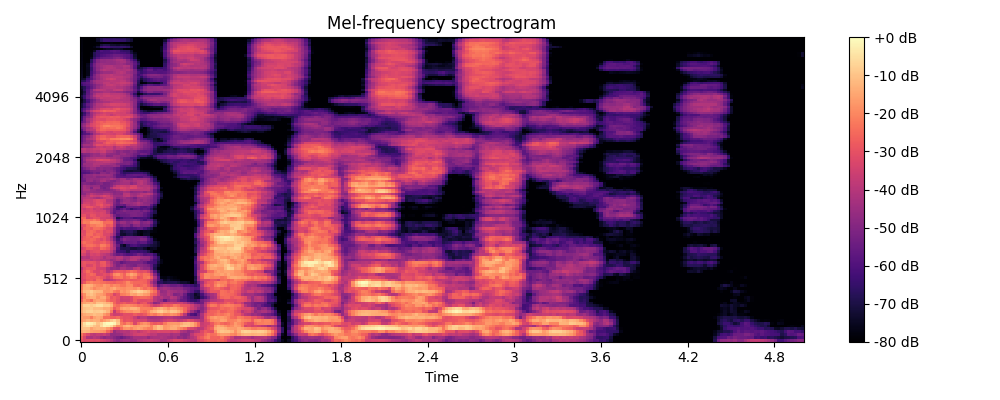 Mel-frequency spectrogram
4096
2048
1024
512
0
Hz
0 0.6 1.2 1.8 2.4 3 3.6 4.2 4.8
Time
+0 dB
-10 dB
-20 dB
-30 dB
-40 dB
-50 dB
-60 dB
-70 dB
-80 dB